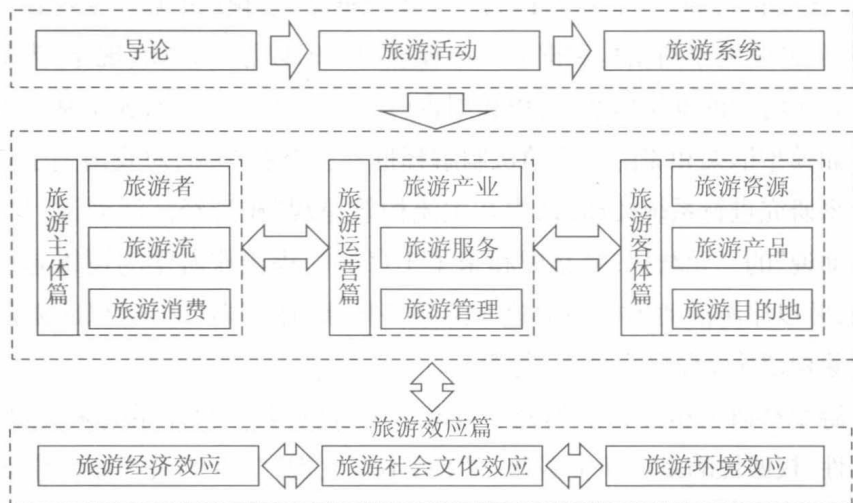 导论
旅游活动
旅游系统
旅游主体篇
旅游者
旅游流
旅游消费
旅游运营篇
旅游产业
旅游服务
旅游管理
旅游客体篇
旅游资源
旅游产品
旅游目的地
旅游效应篇
旅游经济效应
旅游社会文化效应
旅游环境效应